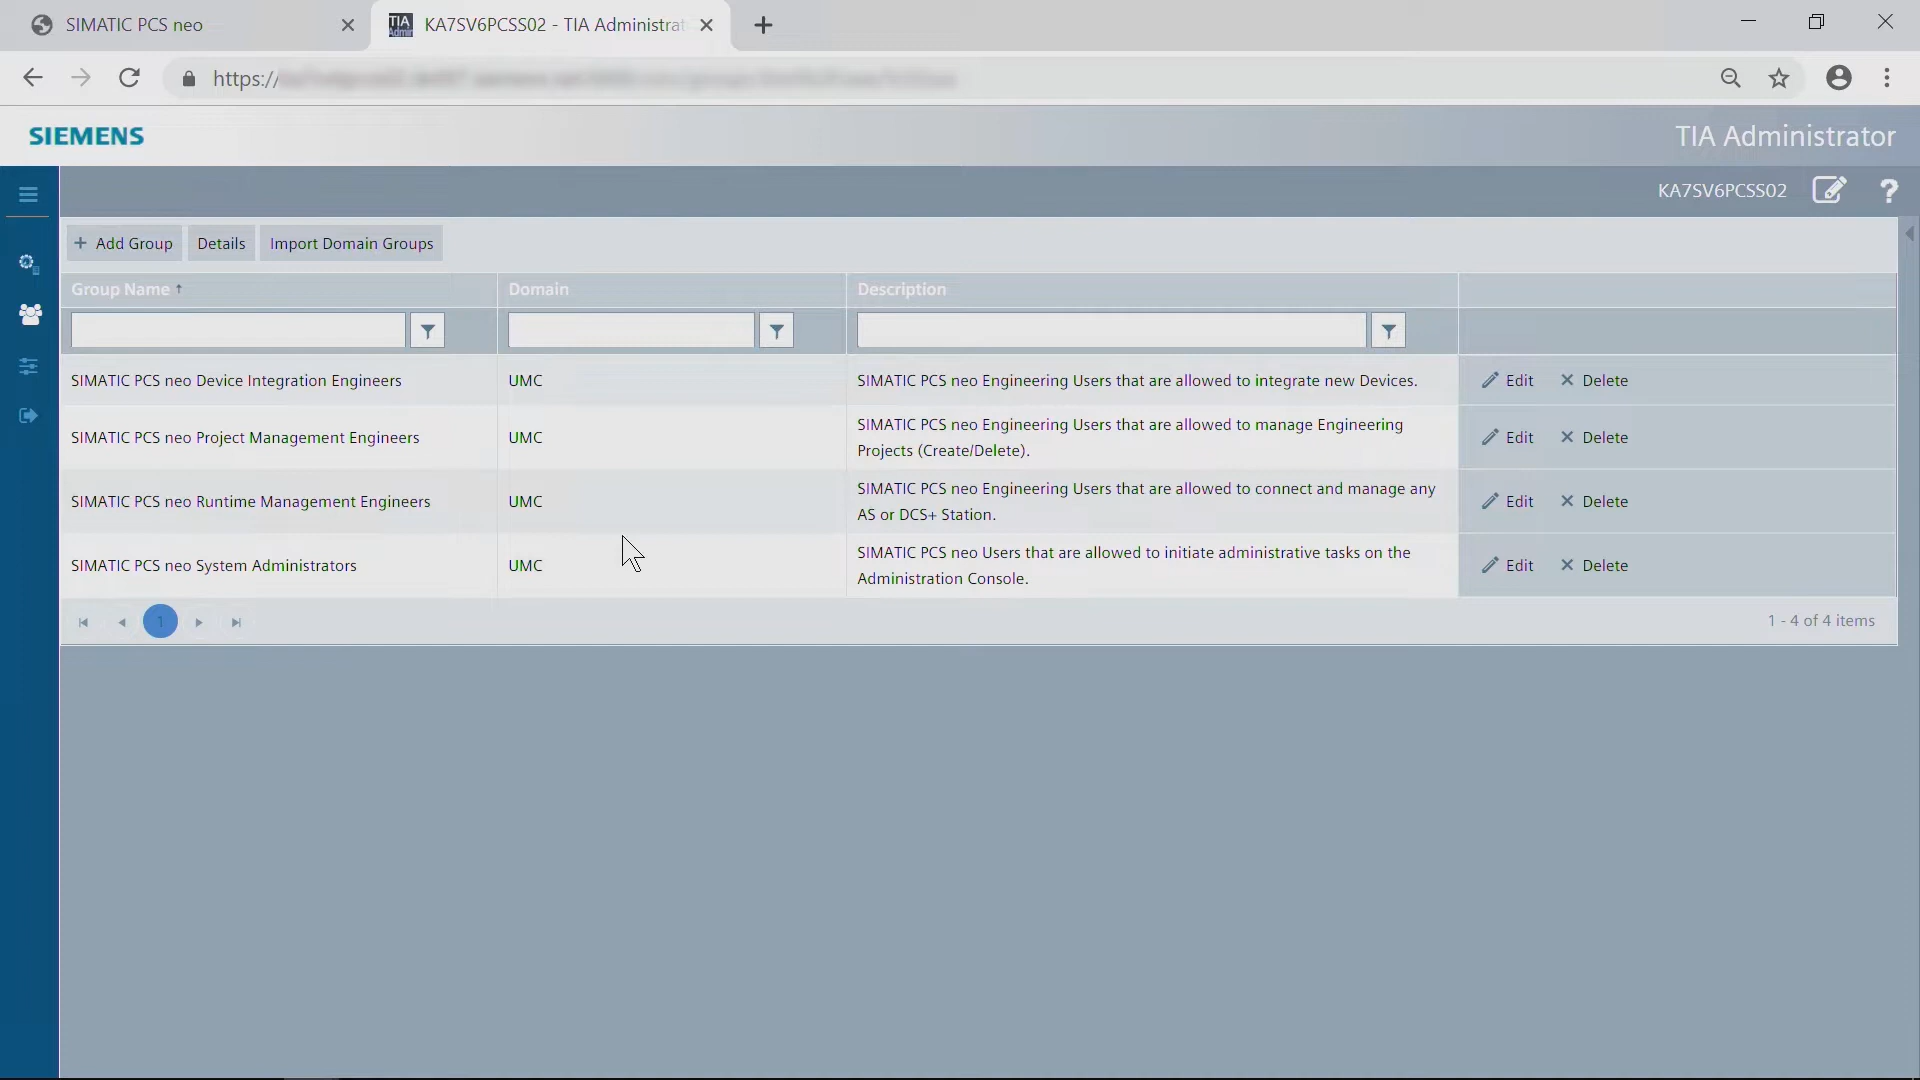 SIMATIC PCS neo
TIA Admin
KA7SV6PCSS02 - TIA Administrat
https://
SIEMENS
TIA Administrator
KA7SV6PCSS02
?
+ Add Group
Details
Import Domain Groups
Group Name ↑
Domain
Description
SIMATIC PCS neo Device Integration Engineers
UMC
SIMATIC PCS neo Engineering Users that are allowed to integrate new Devices.
Edit
Delete
SIMATIC PCS neo Project Management Engineers
UMC
SIMATIC PCS neo Engineering Users that are allowed to manage Engineering
Projects (Create/Delete).
Edit
Delete
SIMATIC PCS neo Runtime Management Engineers
UMC
SIMATIC PCS neo Engineering Users that are allowed to connect and manage any
AS or DCS+ Station.
Edit
Delete
SIMATIC PCS neo System Administrators
UMC
SIMATIC PCS neo Users that are allowed to initiate administrative tasks on the
Administration Console.
Edit
Delete
1
1 - 4 of 4 items